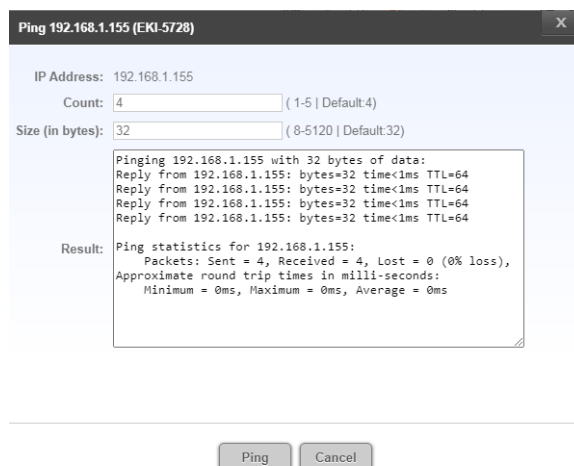 Ping 192.168.1.155 (EKI-5728)
X
IP Address: 192.168.1.155
Count: 4 ( 1-5 | Default:4)
Size (in bytes): 32 ( 8-5120 | Default:32)
Pinging 192.168.1.155 with 32 bytes of data:
Reply from 192.168.1.155: bytes=32 time<1ms TTL=64
Reply from 192.168.1.155: bytes=32 time<1ms TTL=64
Reply from 192.168.1.155: bytes=32 time<1ms TTL=64
Reply from 192.168.1.155: bytes=32 time<1ms TTL=64
Result:
Ping statistics for 192.168.1.155:
Packets: Sent = 4, Received = 4, Lost = 0 (0% loss),
Approximate round trip times in milli-seconds:
Minimum = 0ms, Maximum = 0ms, Average = 0ms
Ping Cancel